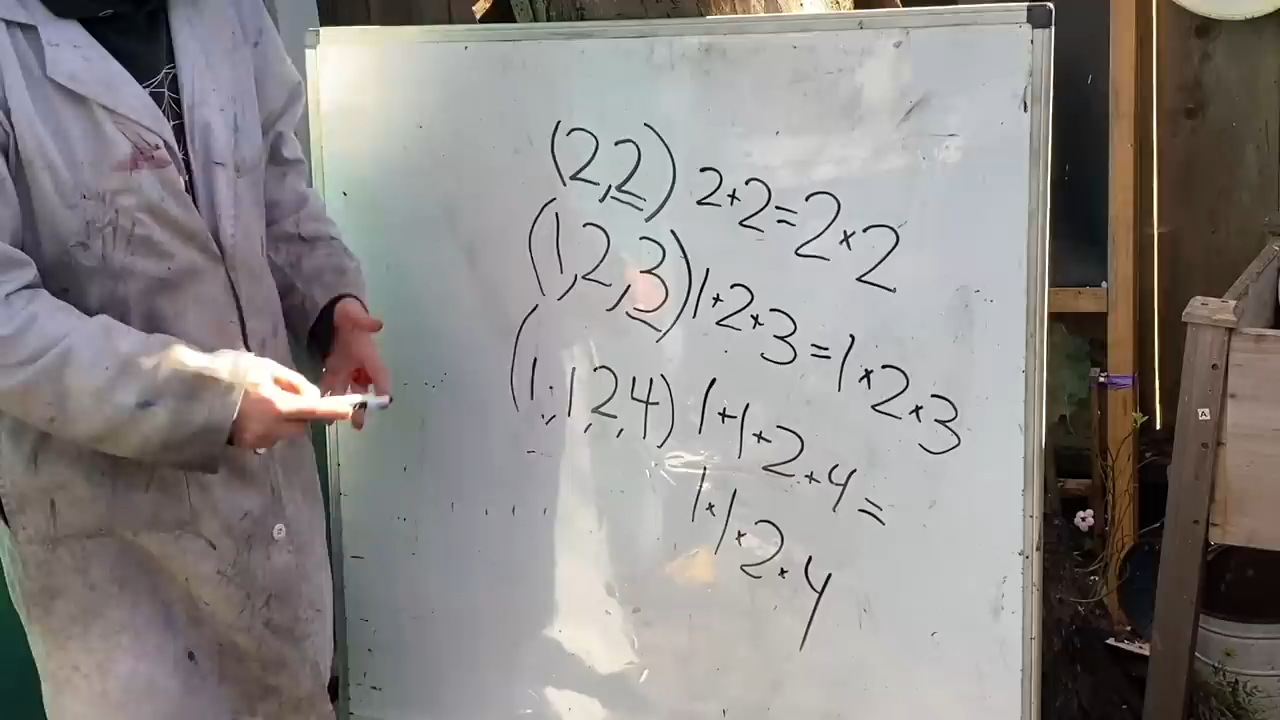 (2,2) 2+2=2×2
(1,2,3) 1+2+3=1×2×3
(1,1,2,4) 1+1+2+4=
1×1×2×4
A